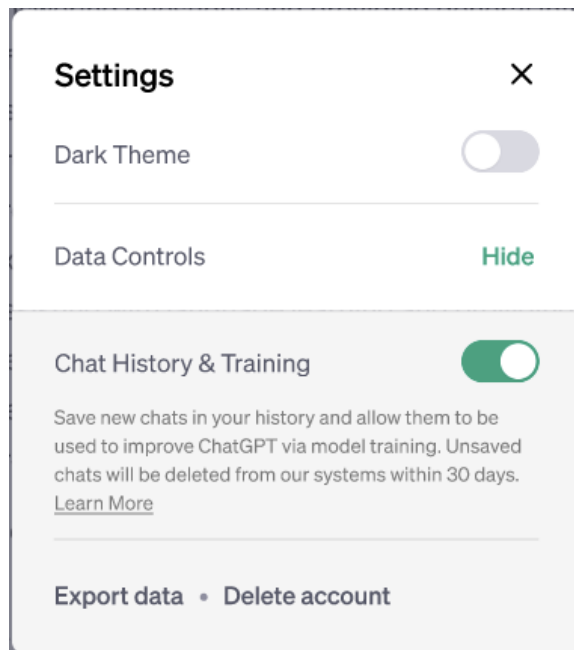 Settings
Dark Theme
Data Controls Hide
Chat History & Training
Save new chats in your history and allow them to be
used to improve ChatGPT via model training. Unsaved
chats will be deleted from our systems within 30 days.
Learn More
Export data • Delete account